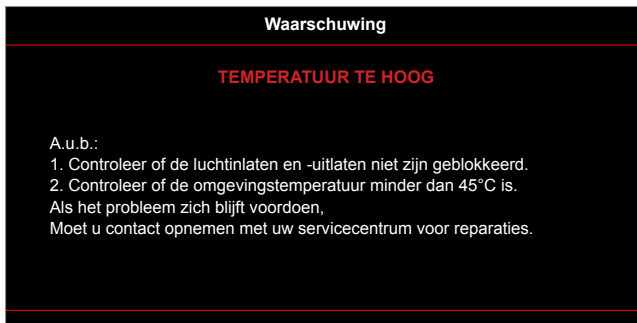 Waarschuwing
TEMPERATUUR TE HOOG
A.u.b.:
1. Controleer of de luchtinlaten en -uitlaten niet zijn geblokkeerd.
2. Controleer of de omgevingstemperatuur minder dan 45°C is.
Als het probleem zich blijft voordoen,
Moet u contact opnemen met uw servicecentrum voor reparaties.